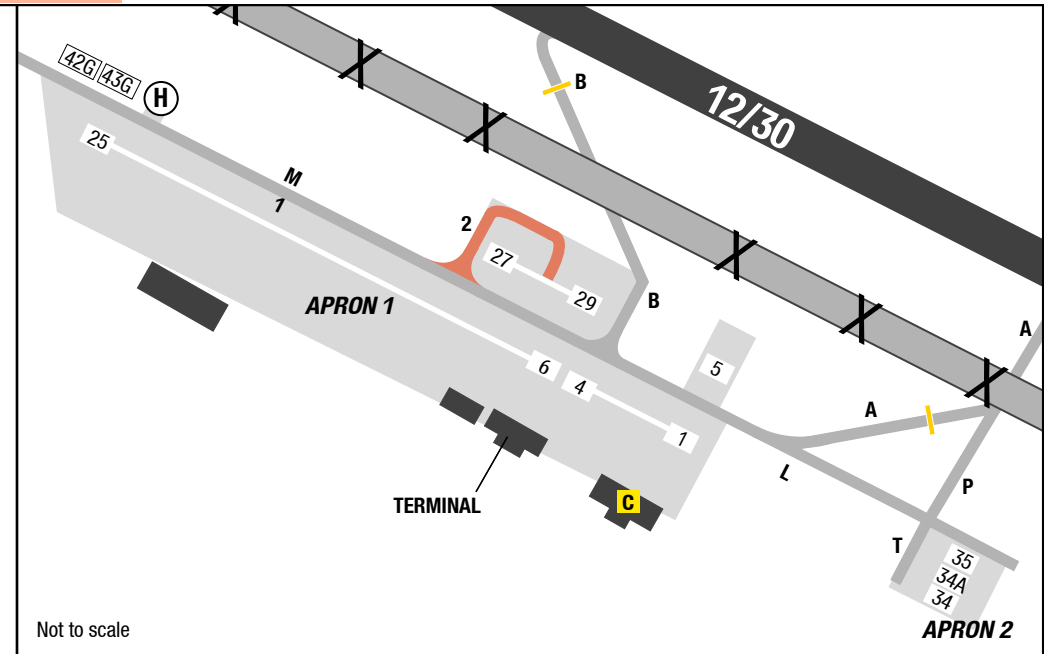 42G 43G H
B
12/30
25
M
1
2
27
29
B
A
APRON 1
5
6
4
A
1
L
TERMINAL
C
P
T
35
34A
34
Not to scale
APRON 2